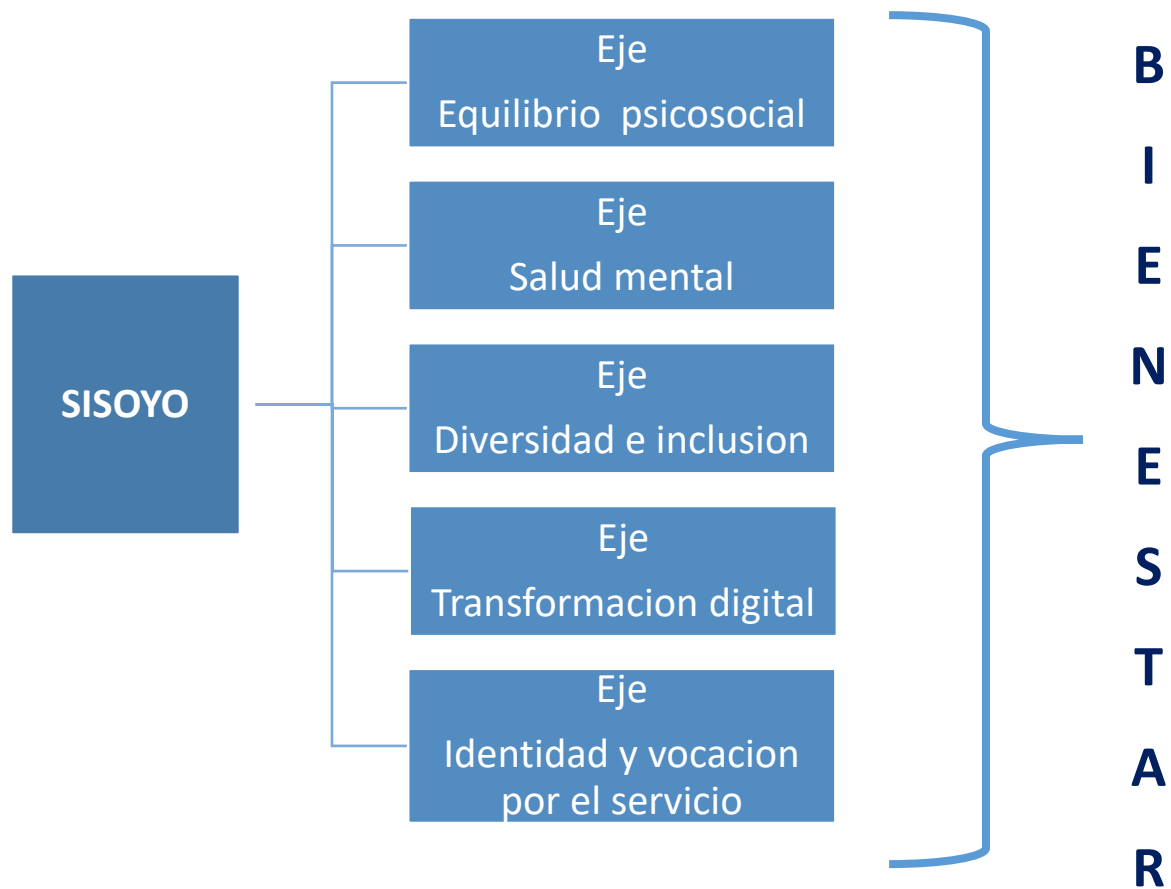 SISOYO
Eje
Equilibrio psicosocial
Eje
Salud mental
Eje
Diversidad e inclusion
Eje
Transformacion digital
Eje
Identidad y vocacion
por el servicio
B
I
E
N
E
S
T
A
R